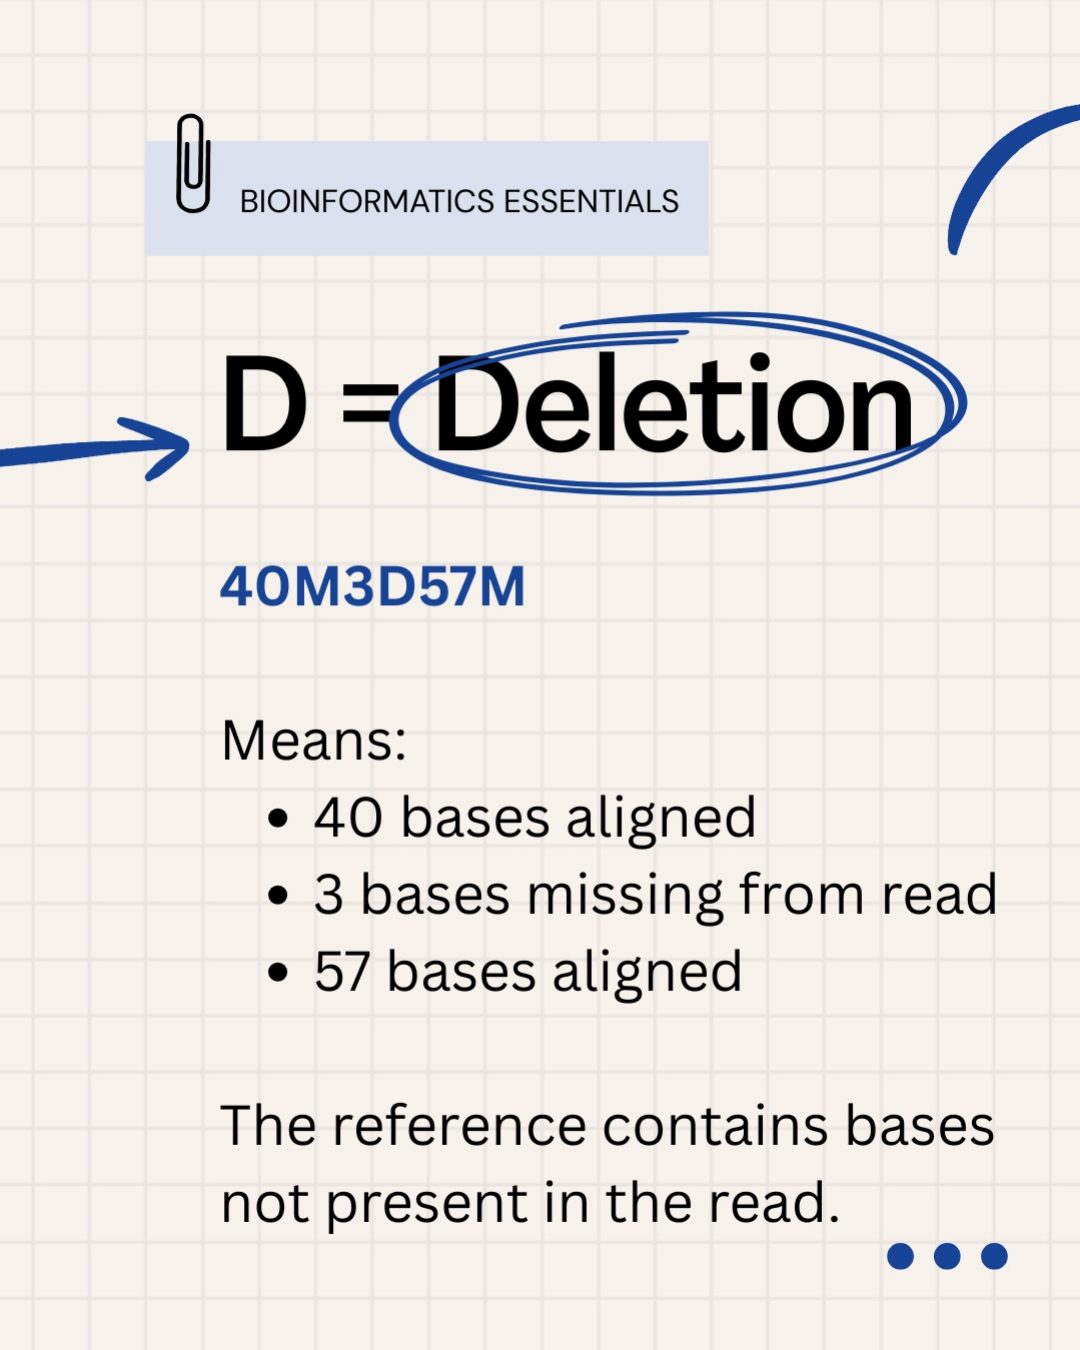 BIOINFORMATICS ESSENTIALS
D = Deletion
40M3D57M
Means:
• 40 bases aligned
• 3 bases missing from read
• 57 bases aligned
The reference contains bases
not present in the read.